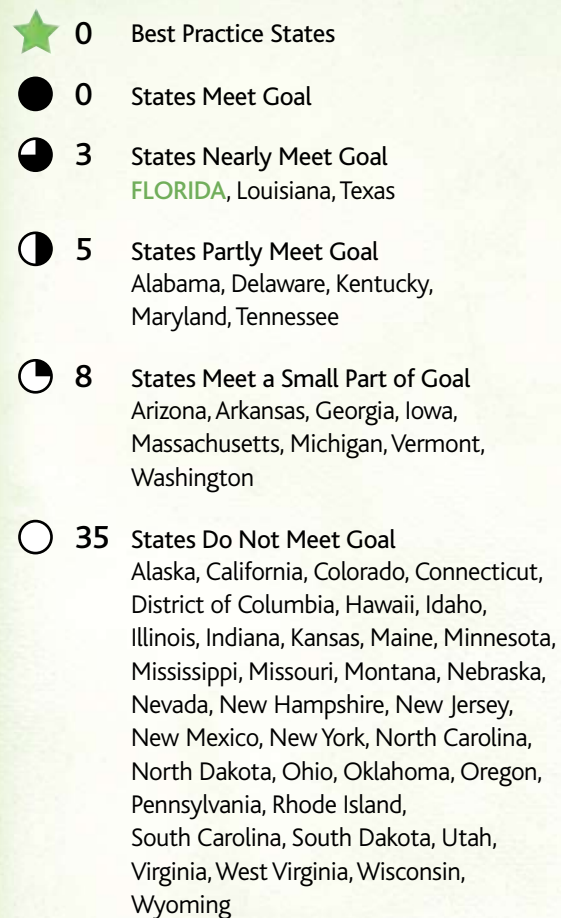 0 Best Practice States
0 States Meet Goal
3 States Nearly Meet Goal
FLORIDA, Louisiana, Texas
5 States Partly Meet Goal
Alabama, Delaware, Kentucky,
Maryland, Tennessee
8 States Meet a Small Part of Goal
Arizona, Arkansas, Georgia, Iowa,
Massachusetts, Michigan, Vermont,
Washington
35 States Do Not Meet Goal
Alaska, California, Colorado, Connecticut,
District of Columbia, Hawaii, Idaho,
Illinois, Indiana, Kansas, Maine, Minnesota,
Mississippi, Missouri, Montana, Nebraska,
Nevada, New Hampshire, New Jersey,
New Mexico, New York, North Carolina,
North Dakota, Ohio, Oklahoma, Oregon,
Pennsylvania, Rhode Island,
South Carolina, South Dakota, Utah,
Virginia, West Virginia, Wisconsin,
Wyoming